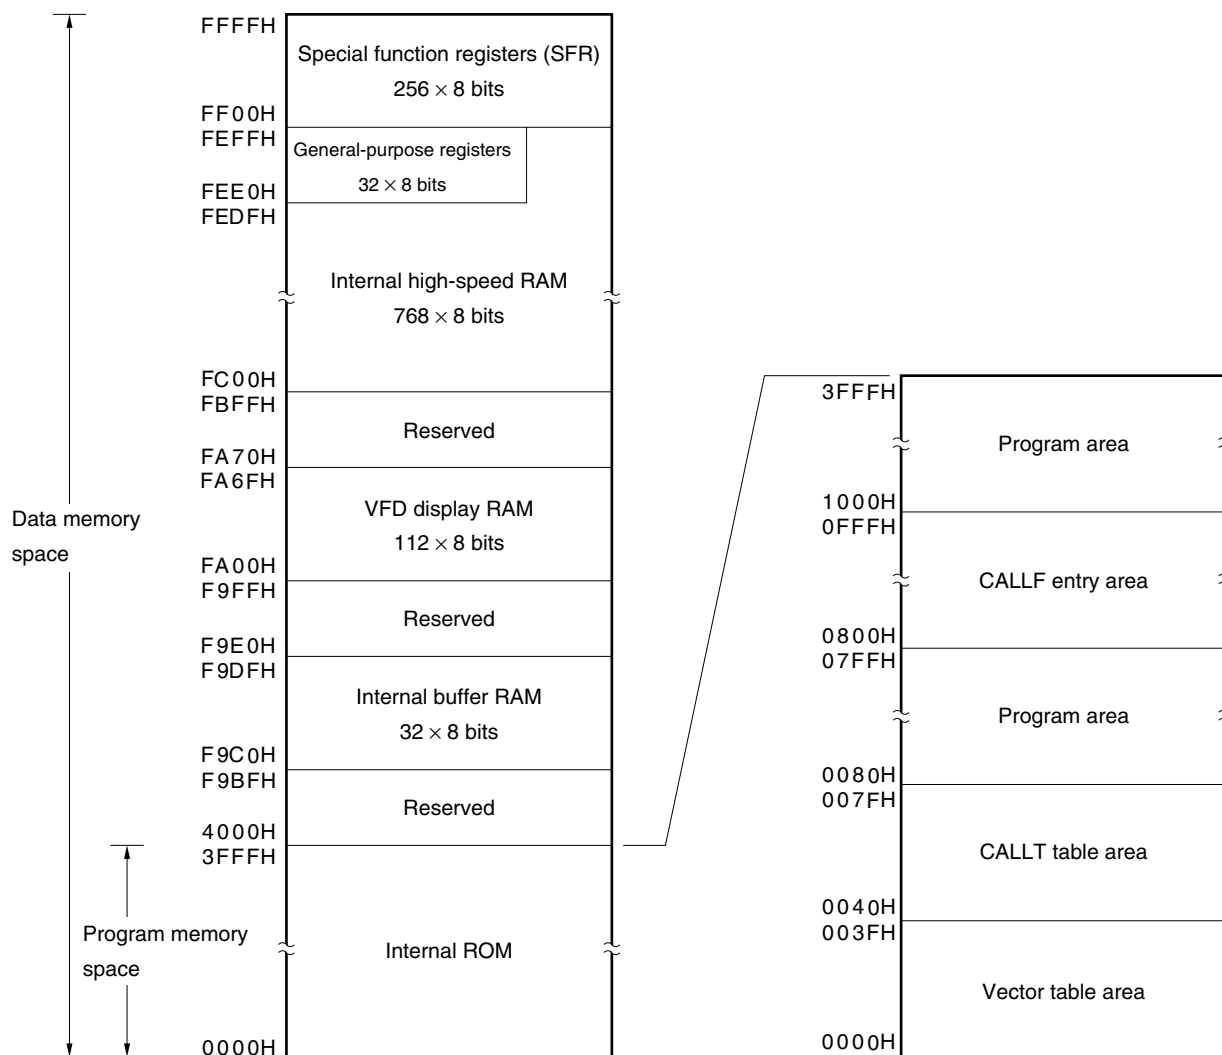 FFFFH
Special function registers (SFR)
256 × 8 bits
FF00H
FEFFH
General-purpose registers
32 × 8 bits
FEE0H
FEDFH
Internal high-speed RAM
768 × 8 bits
FC00H
FBFFH
Reserved
FA70H
FA6FH
VFD display RAM
112 × 8 bits
FA00H
F9FFH
Reserved
F9E0H
F9DFH
Internal buffer RAM
32 × 8 bits
F9C0H
F9BFH
Reserved
4000H
3FFFH
Internal ROM
0000H
Data memory
space
Program memory
space
3FFFH
Program area
1000H
0FFFH
CALLF entry area
0800H
07FFH
Program area
0080H
007FH
CALLT table area
0040H
003FH
Vector table area
0000H